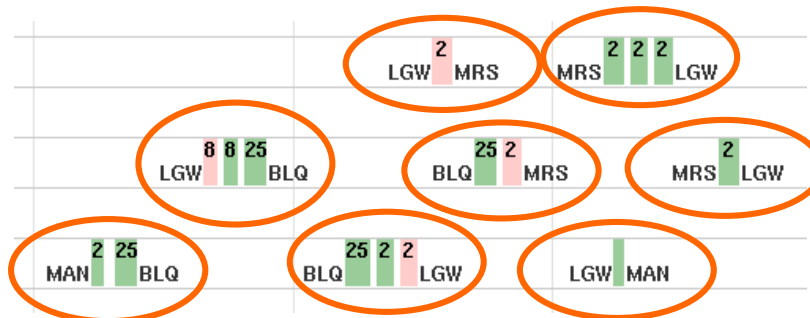 LGW 2 MRS
MRS 2 2 2 LGW
LGW 8 8 25 BLQ
BLQ 25 2 MRS
MRS 2 LGW
MAN 2 25 BLQ
BLQ 25 2 2 LGW
LGW MAN